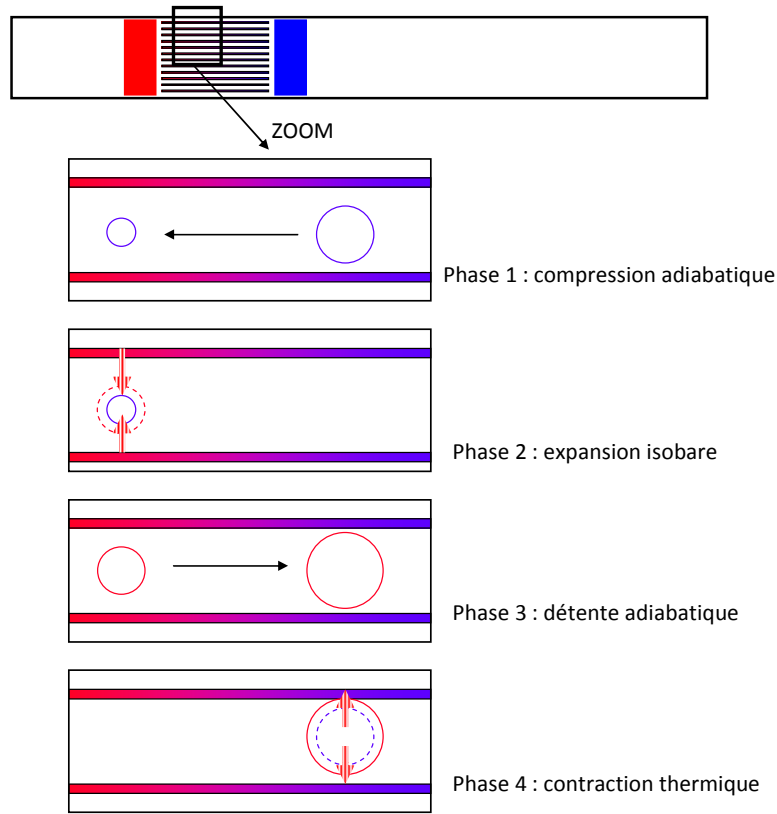 ZOOM
Phase 1 : compression adiabatique
Phase 2 : expansion isobare
Phase 3 : détente adiabatique
Phase 4 : contraction thermique